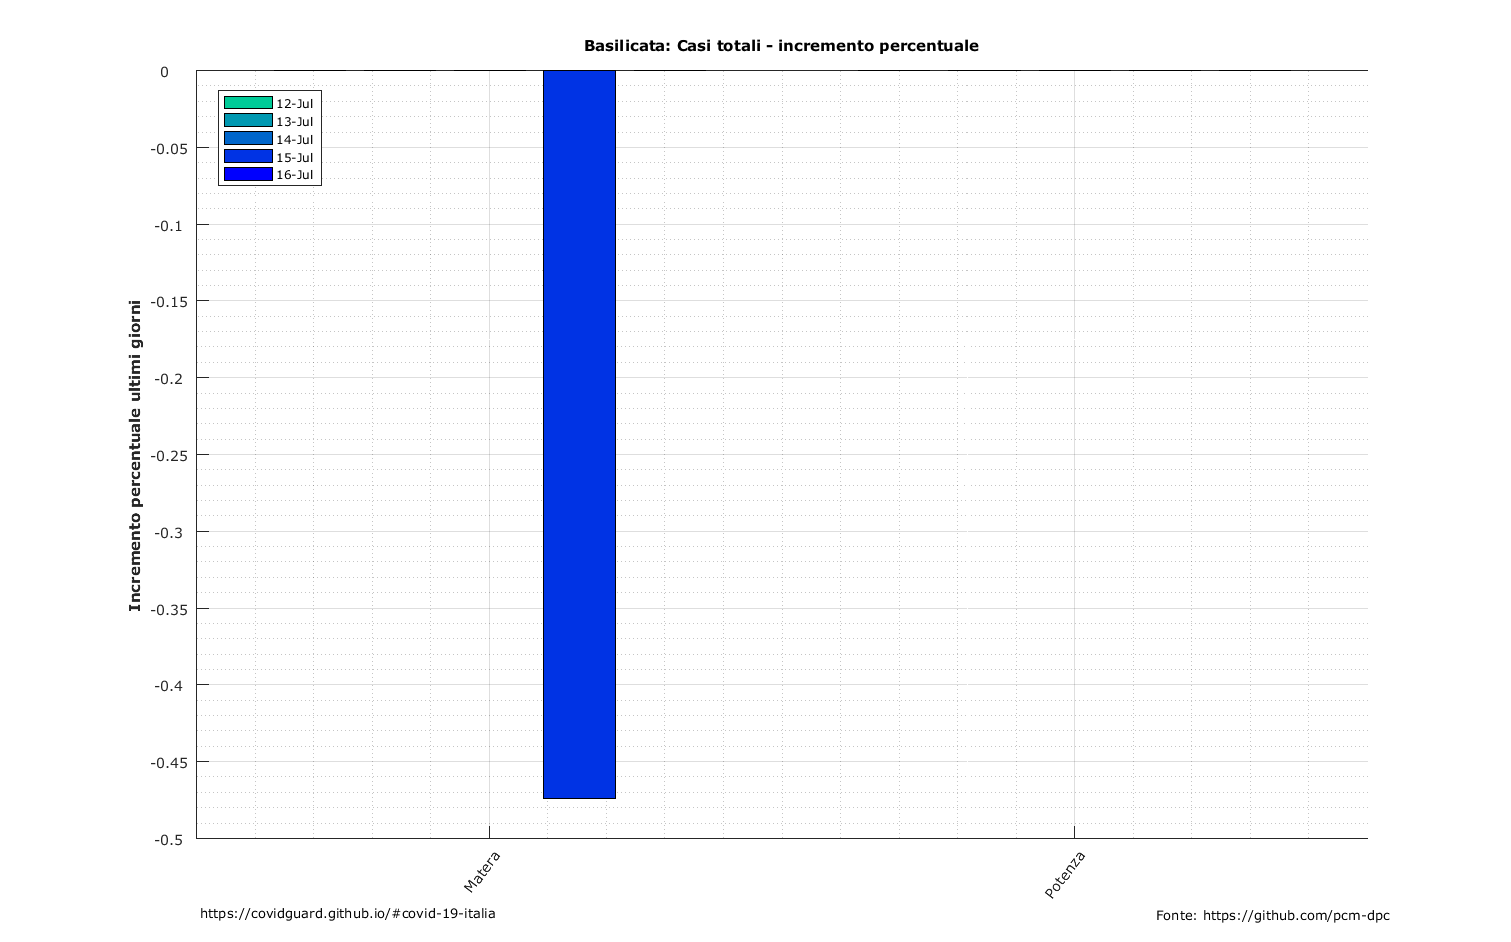 Basilicata: Casi totali - incremento percentuale
0
-0.05
-0.1
-0.15
-0.2
-0.25
-0.3
-0.35
-0.4
-0.45
-0.5
Incremento percentuale ultimi giorni
12-Jul
13-Jul
14-Jul
15-Jul
16-Jul
Matera
Potenza
https://covidguard.github.io/#covid-19-italia
Fonte: https://github.com/pcm-dpc